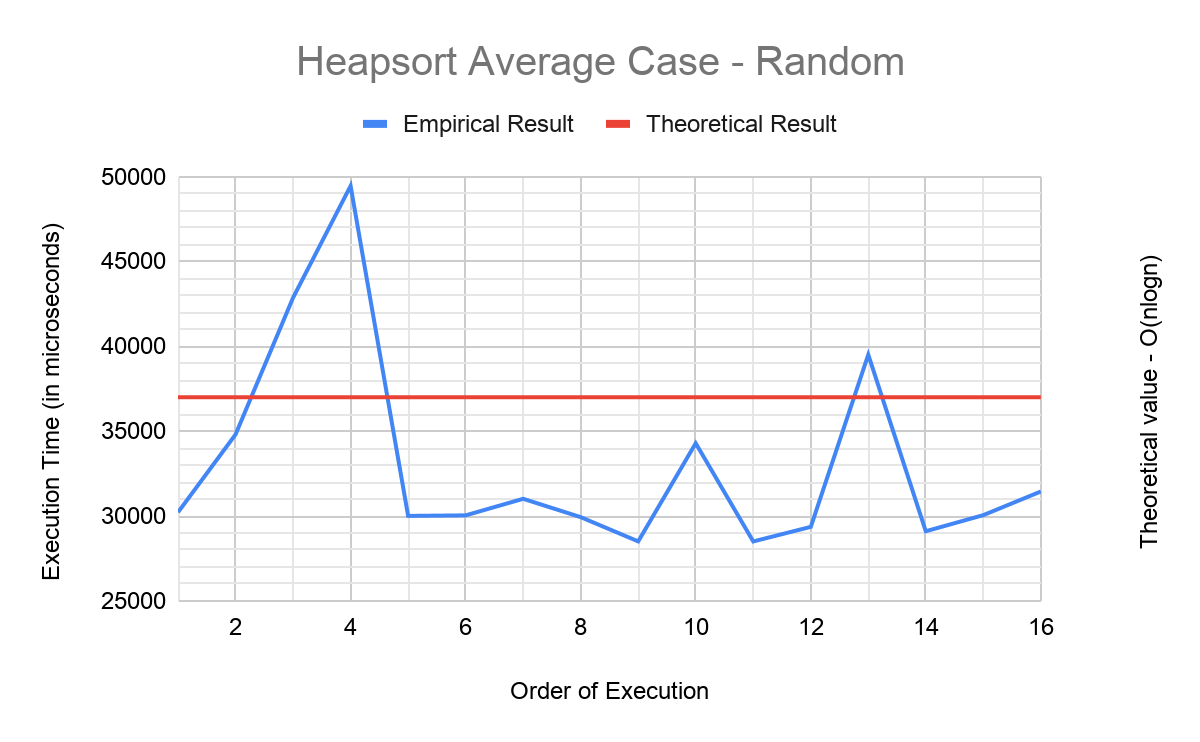 Heapsort Average Case - Random
Empirical Result
Theoretical Result
50000
45000
40000
35000
30000
25000
Execution Time (in microseconds)
Theoretical value - O(nlogn)
2
4
6
8
10
12
14
16
Order of Execution